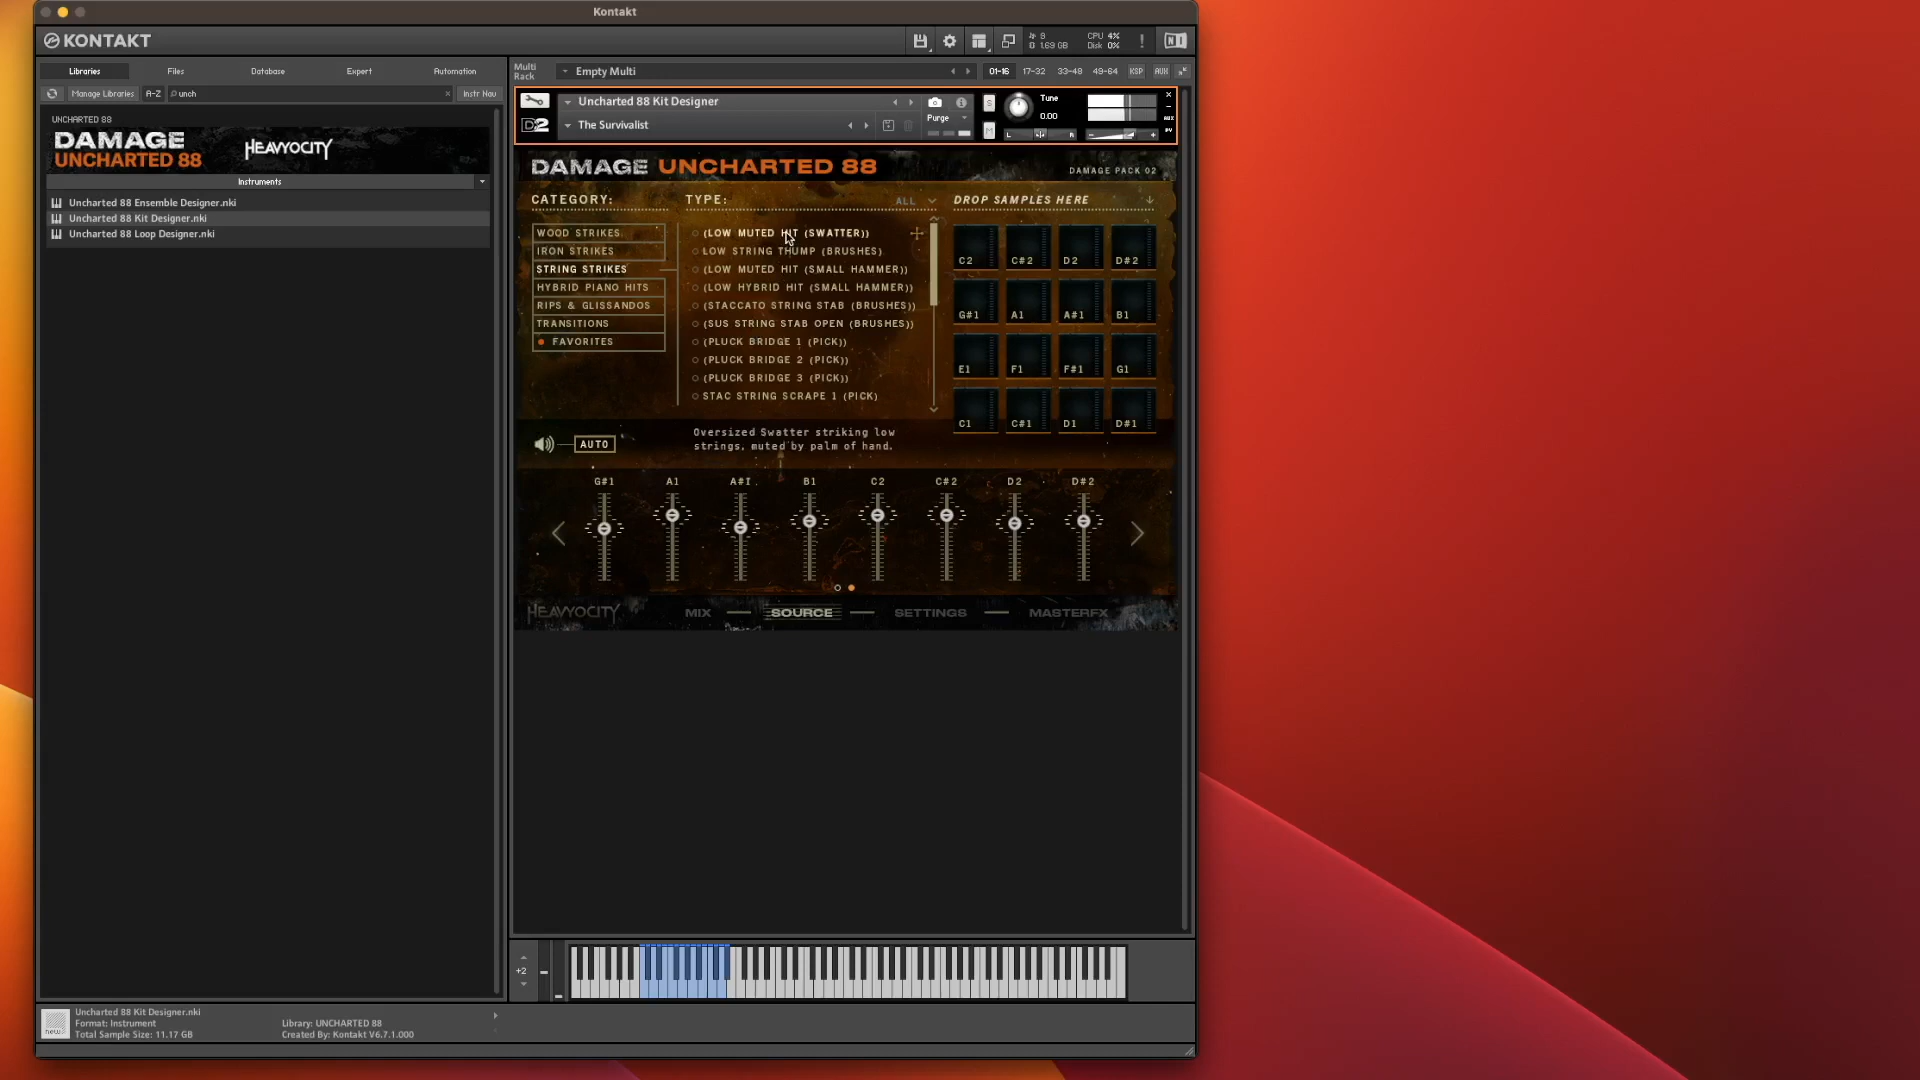 Kontakt
KONTAKT
9
1.69 GB
CPU 4%
Disk 0%
!
Libraries
Files
Database
Expert
Automation
Manage Libraries
A-Z
unch
×
Instr Nav
UNCHARTED 88
DAMAGE
UNCHARTED 88
HEAVYOCITY
Instruments
Uncharted 88 Ensemble Designer.nki
Uncharted 88 Kit Designer.nki
Uncharted 88 Loop Designer.nki
Multi
Rack
Empty Multi
01-16
17-32
33-48
49-64
KSP
AUX
Uncharted 88 Kit Designer
The Survivalist
Purge
S
M
Tune
0.00
L
R
AUX
PV
DAMAGE UNCHARTED 88
DAMAGE PACK 02
CATEGORY:
WOOD STRIKES
IRON STRIKES
STRING STRIKES
HYBRID PIANO HITS
RIPS & GLISSANDOS
TRANSITIONS
FAVORITES
TYPE:
ALL
(LOW MUTED HIT (SWATTER))
LOW STRING THUMP (BRUSHES)
(LOW MUTED HIT (SMALL HAMMER))
(LOW HYBRID HIT (SMALL HAMMER))
(STACCATO STRING STAB (BRUSHES))
(SUS STRING STAB OPEN (BRUSHES))
(PLUCK BRIDGE 1 (PICK))
(PLUCK BRIDGE 2 (PICK))
(PLUCK BRIDGE 3 (PICK))
STAC STRING SCRAPE 1 (PICK)
DROP SAMPLES HERE
C2 C#2 D2 D#2
G#1 A1 A#1 B1
E1 F1 F#1 G1
C1 C#1 D1 D#1
AUTO
Oversized Swatter striking low
strings, muted by palm of hand.
G#1 A1 A#1 B1 C2 C#2 D2 D#2
HEAVYOCITY
MIX
SOURCE
SETTINGS
MASTERFX
+2
new
Uncharted 88 Kit Designer.nki
Format: Instrument
Total Sample Size: 11.17 GB
Library: UNCHARTED 88
Created By: Kontakt V6.7.1.000